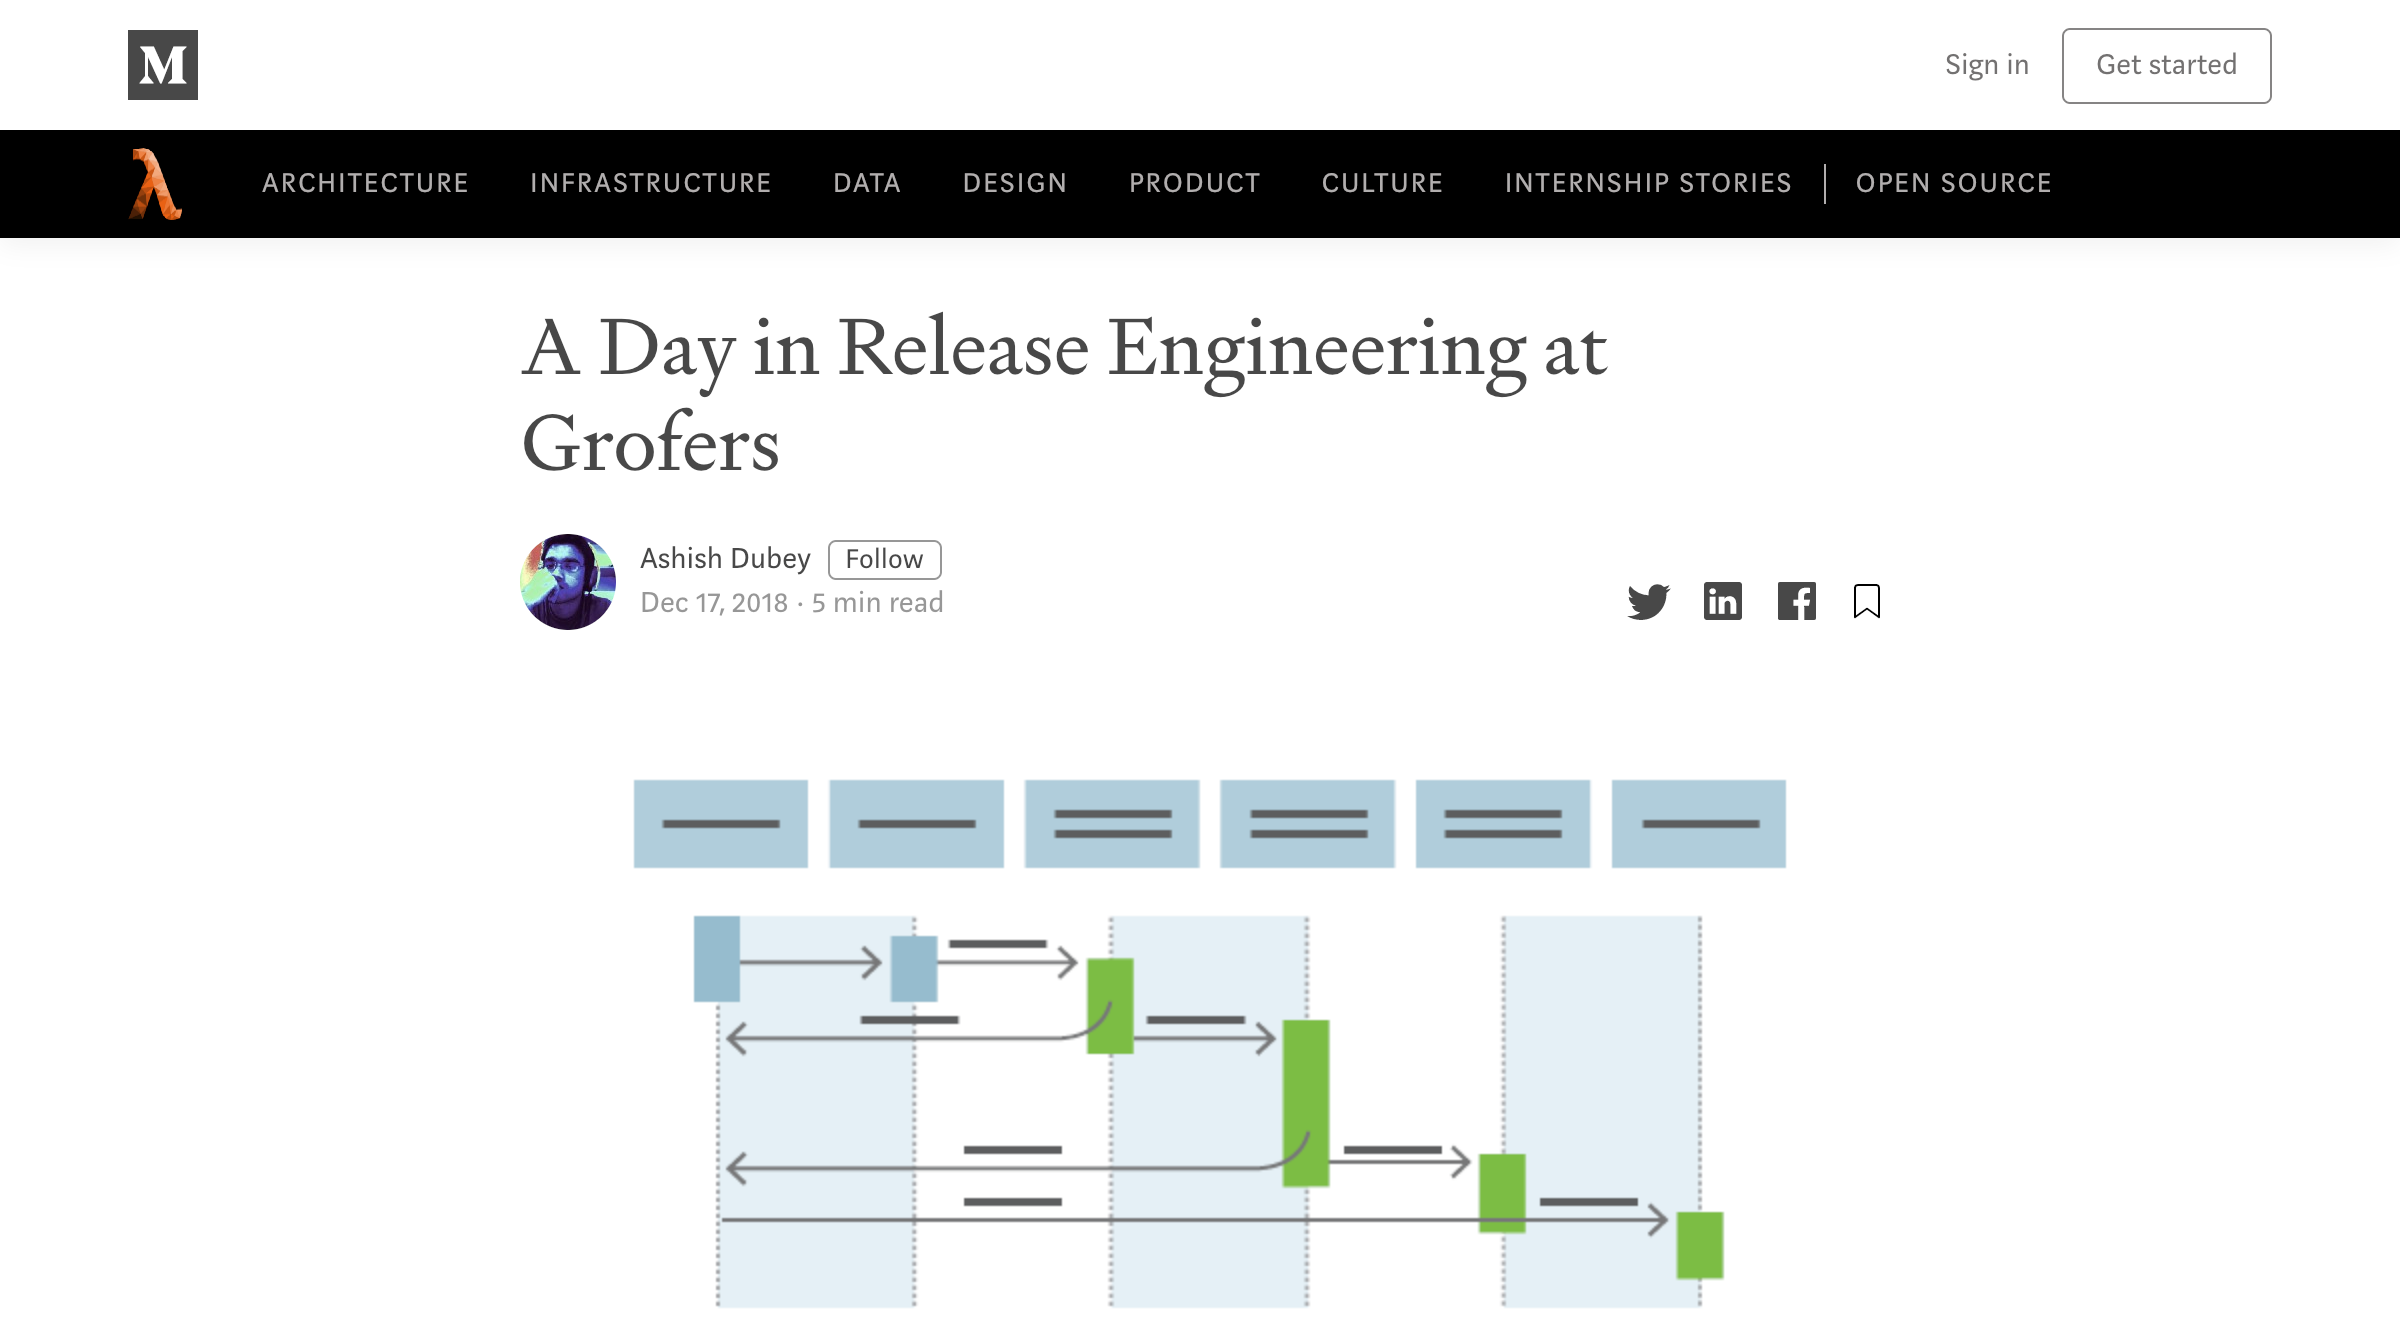 M
Sign in
Get started
λ
ARCHITECTURE INFRASTRUCTURE DATA DESIGN PRODUCT CULTURE INTERNSHIP STORIES OPEN SOURCE
A Day in Release Engineering at
Grofers
Ashish Dubey Follow
Dec 17, 2018 · 5 min read
in
f